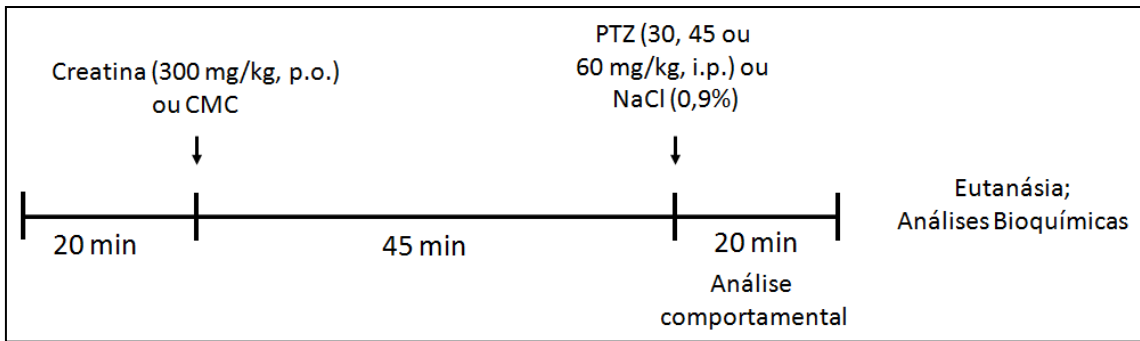 Creatina (300 mg/kg, p.o.)
ou CMC
PTZ (30, 45 ou
60 mg/kg, i.p.) ou
NaCl (0,9%)
20 min
45 min
20 min
Análise
comportamental
Eutanásia;
Análises Bioquímicas